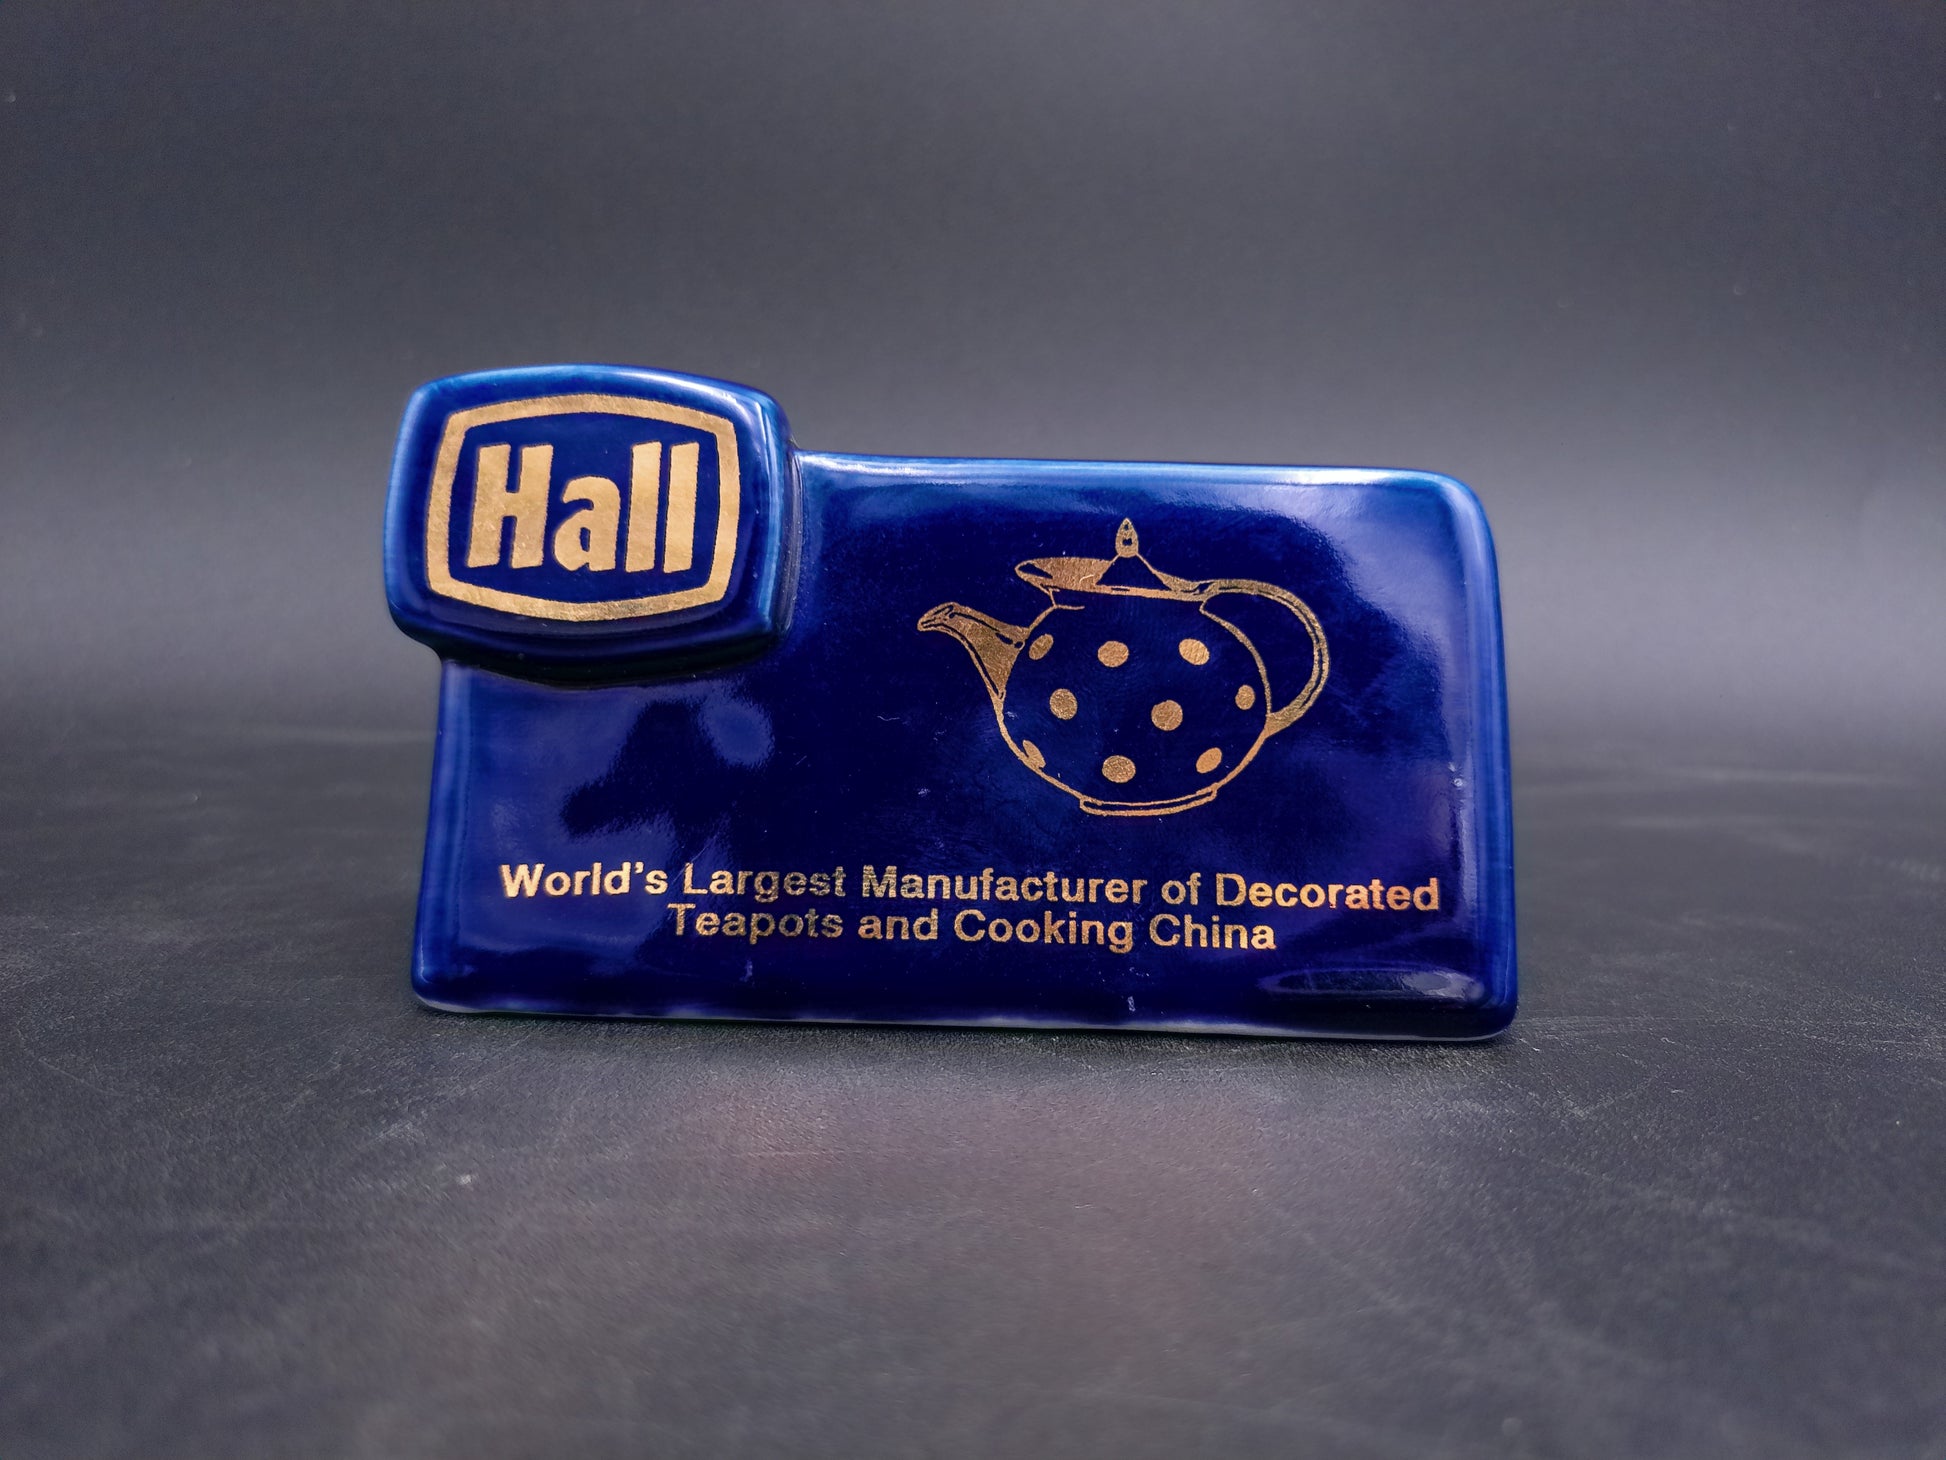 Hall
World's Largest Manufacturer of Decorated
Teapots and Cooking China